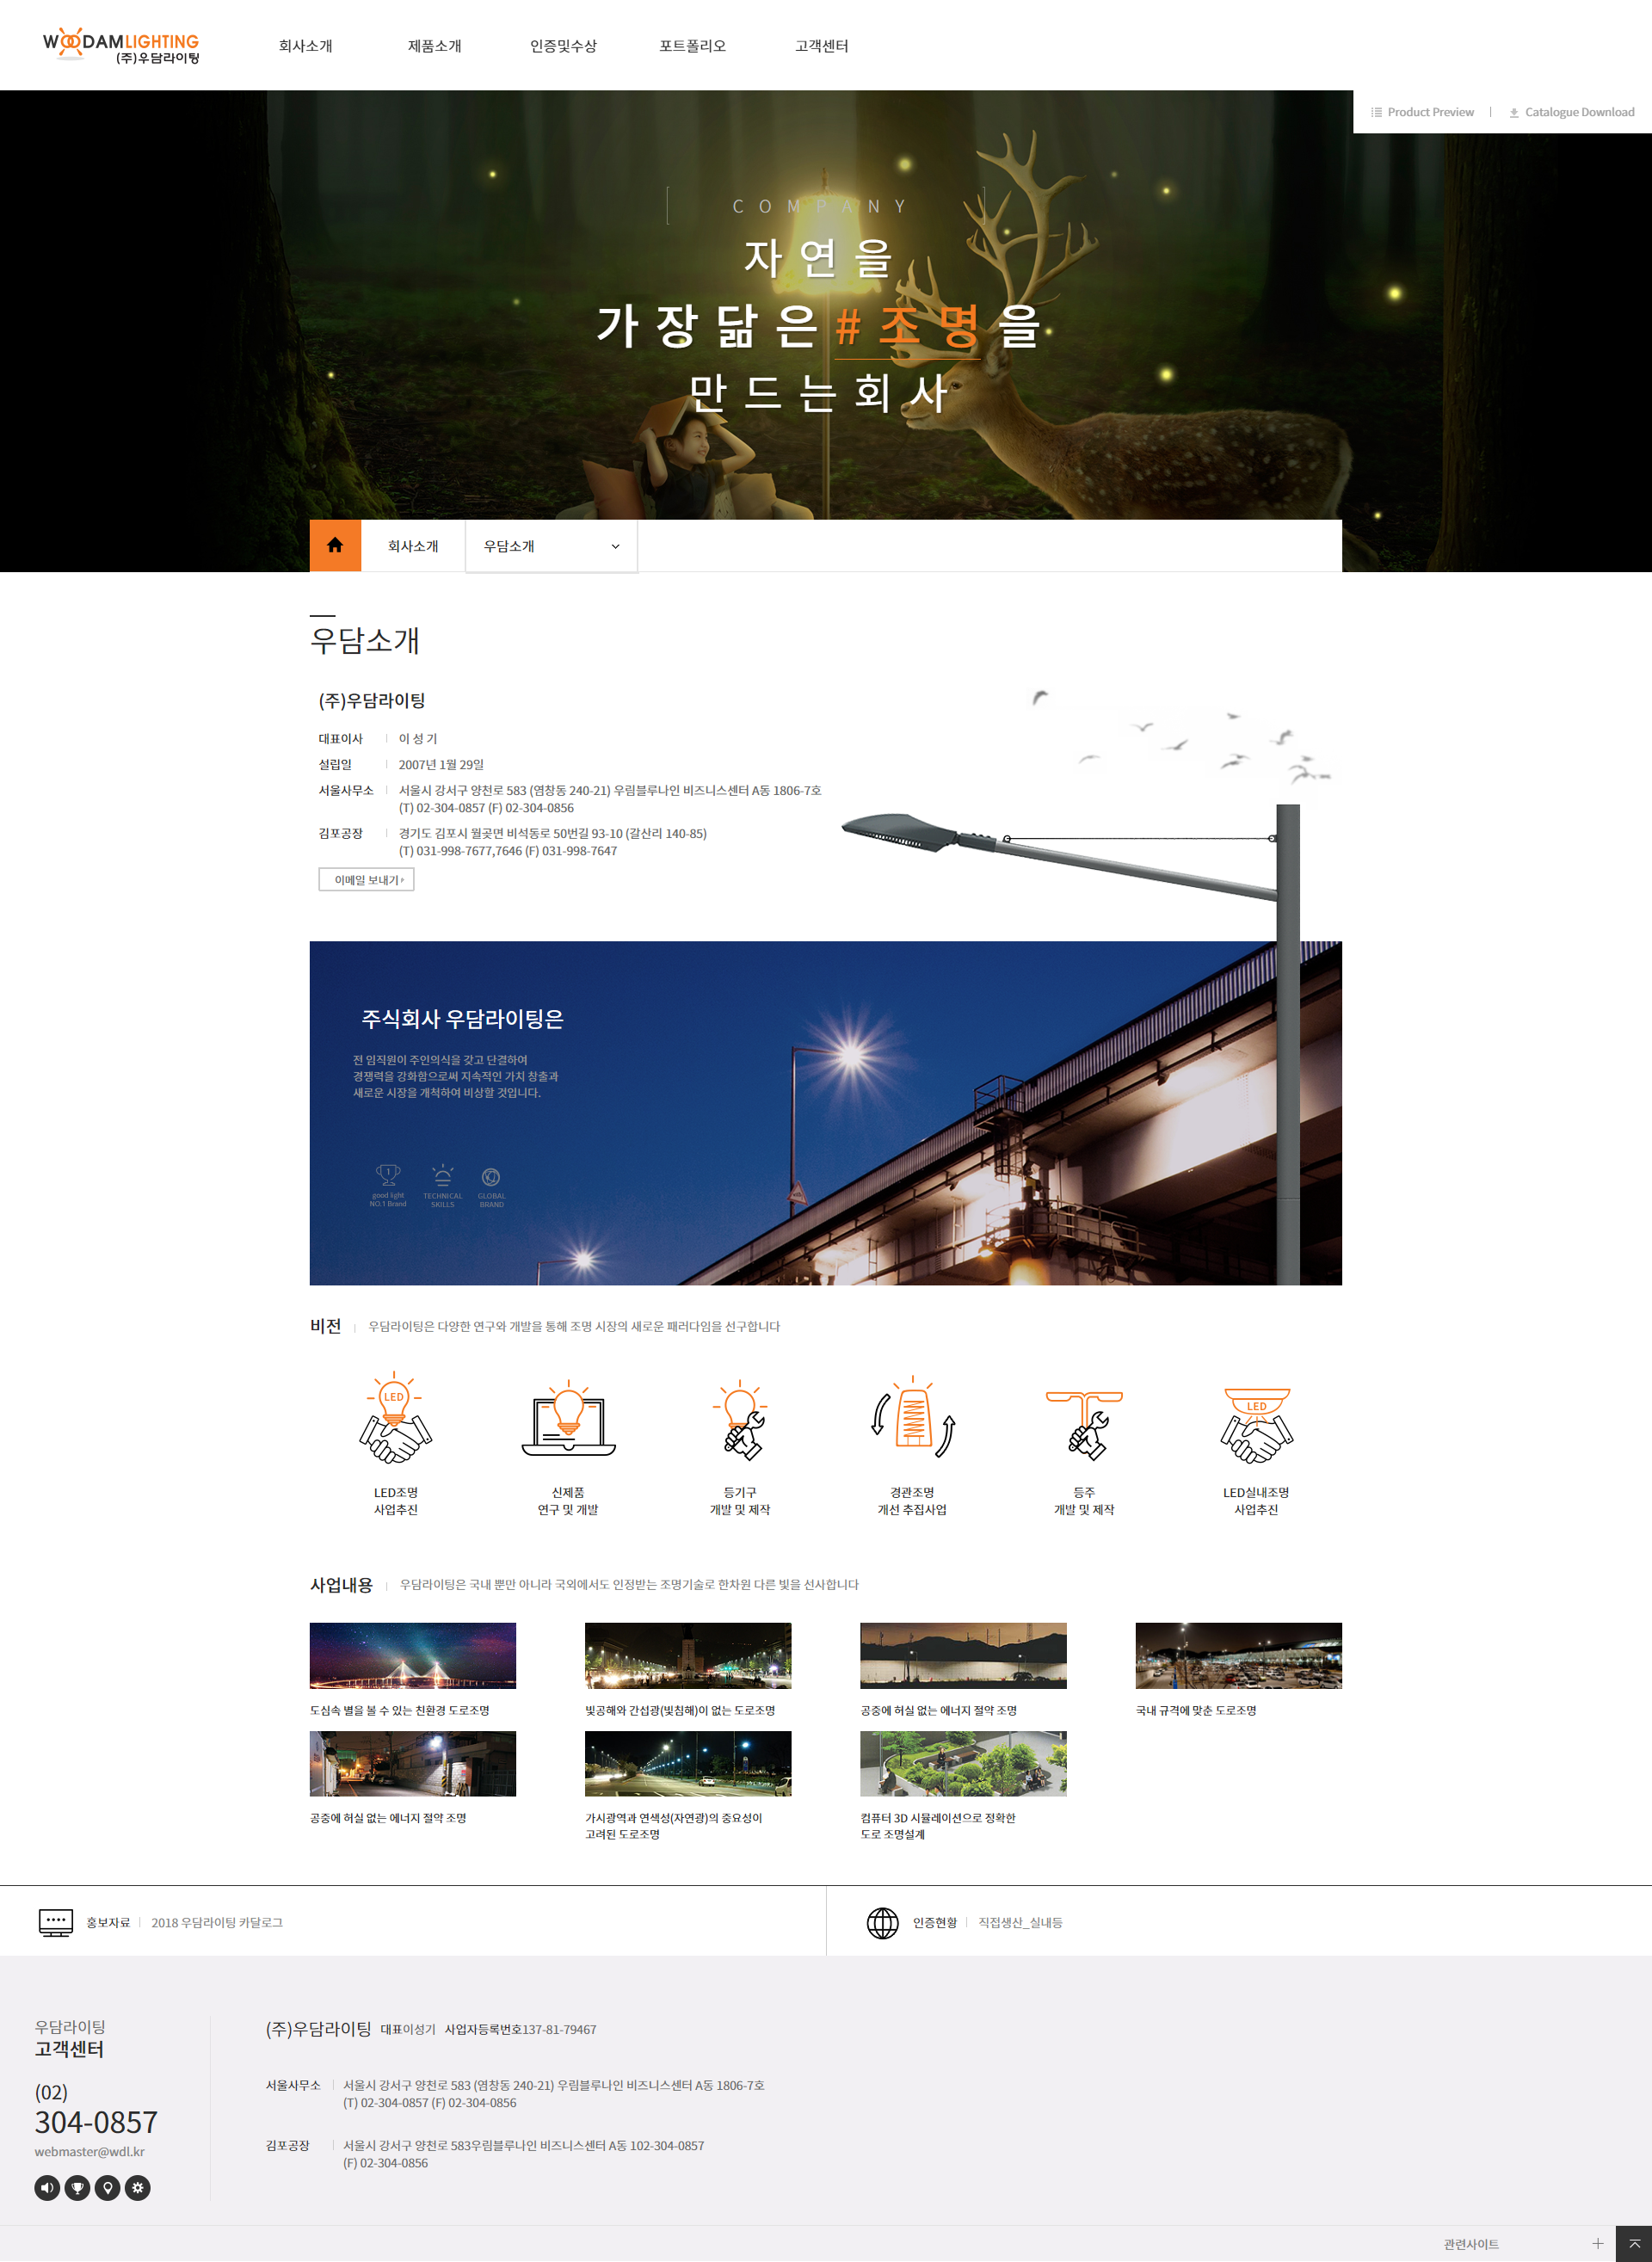 WOODAMLIGHTING
(주)우담라이팅
회사소개
제품소개
인증및수상
포트폴리오
고객센터
Product Preview
Catalogue Download
COMPANY
자연을
가장닮은#조명을
만드는회사
회사소개
우담소개
우담소개
(주)우담라이팅
대표이사 이 성 기
설립일 2007년 1월 29일
서울사무소 서울시 강서구 양천로 583 (염창동 240-21) 우림블루나인 비즈니스센터 A동 1806-7호
(T) 02-304-0857 (F) 02-304-0856
김포공장 경기도 김포시 월곶면 비석동로 50번길 93-10 (갈산리 140-85)
(T) 031-998-7677,7646 (F) 031-998-7647
이메일 보내기
주식회사 우담라이팅은
전 임직원이 주인의식을 갖고 단결하여
경쟁력을 강화함으로써 지속적인 가치 창출과
새로운 시장을 개척하여 비상할 것입니다.
1
good light
NO.1 Brand
TECHNICAL
SKILLS
GLOBAL
BRAND
비전
우담라이팅은 다양한 연구와 개발을 통해 조명 시장의 새로운 패러다임을 선구합니다
LED
LED
LED조명
사업추진
신제품
연구 및 개발
등기구
개발 및 제작
경관조명
개선 추집사업
등주
개발 및 제작
LED실내조명
사업추진
사업내용
우담라이팅은 국내 뿐만 아니라 국외에서도 인정받는 조명기술로 한차원 다른 빛을 선사합니다
도심속 별을 볼 수 있는 친환경 도로조명
빛공해와 간섭광(빛침해)이 없는 도로조명
공중에 허실 없는 에너지 절약 조명
국내 규격에 맞춘 도로조명
공중에 허실 없는 에너지 절약 조명
가시광역과 연색성(자연광)의 중요성이
고려된 도로조명
컴퓨터 3D 시뮬레이션으로 정확한
도로 조명설계
홍보자료 2018 우담라이팅 카달로그
인증현황 직접생산_실내등
우담라이팅
고객센터
(02)
304-0857
webmaster@wdl.kr
(주)우담라이팅 대표이성기 사업자등록번호137-81-79467
서울사무소 서울시 강서구 양천로 583 (염창동 240-21) 우림블루나인 비즈니스센터 A동 1806-7호
(T) 02-304-0857 (F) 02-304-0856
김포공장 서울시 강서구 양천로 583우림블루나인 비즈니스센터 A동 102-304-0857
(F) 02-304-0856
관련사이트